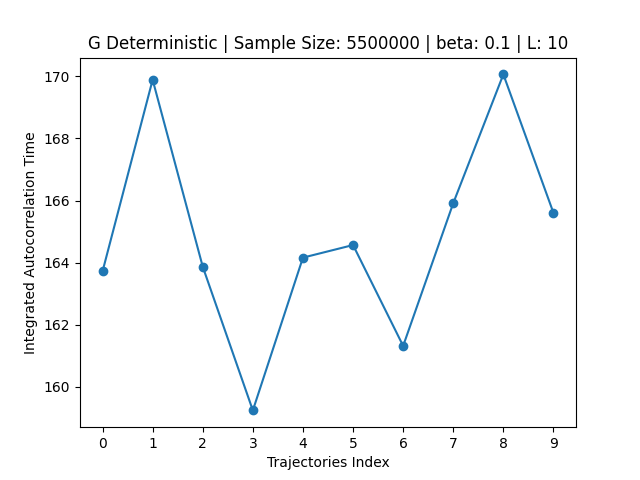 G Deterministic | Sample Size: 5500000 | beta: 0.1 | L: 10
170
168
166
164
162
160
Integrated Autocorrelation Time
0 1 2 3 4 5 6 7 8 9
Trajectories Index